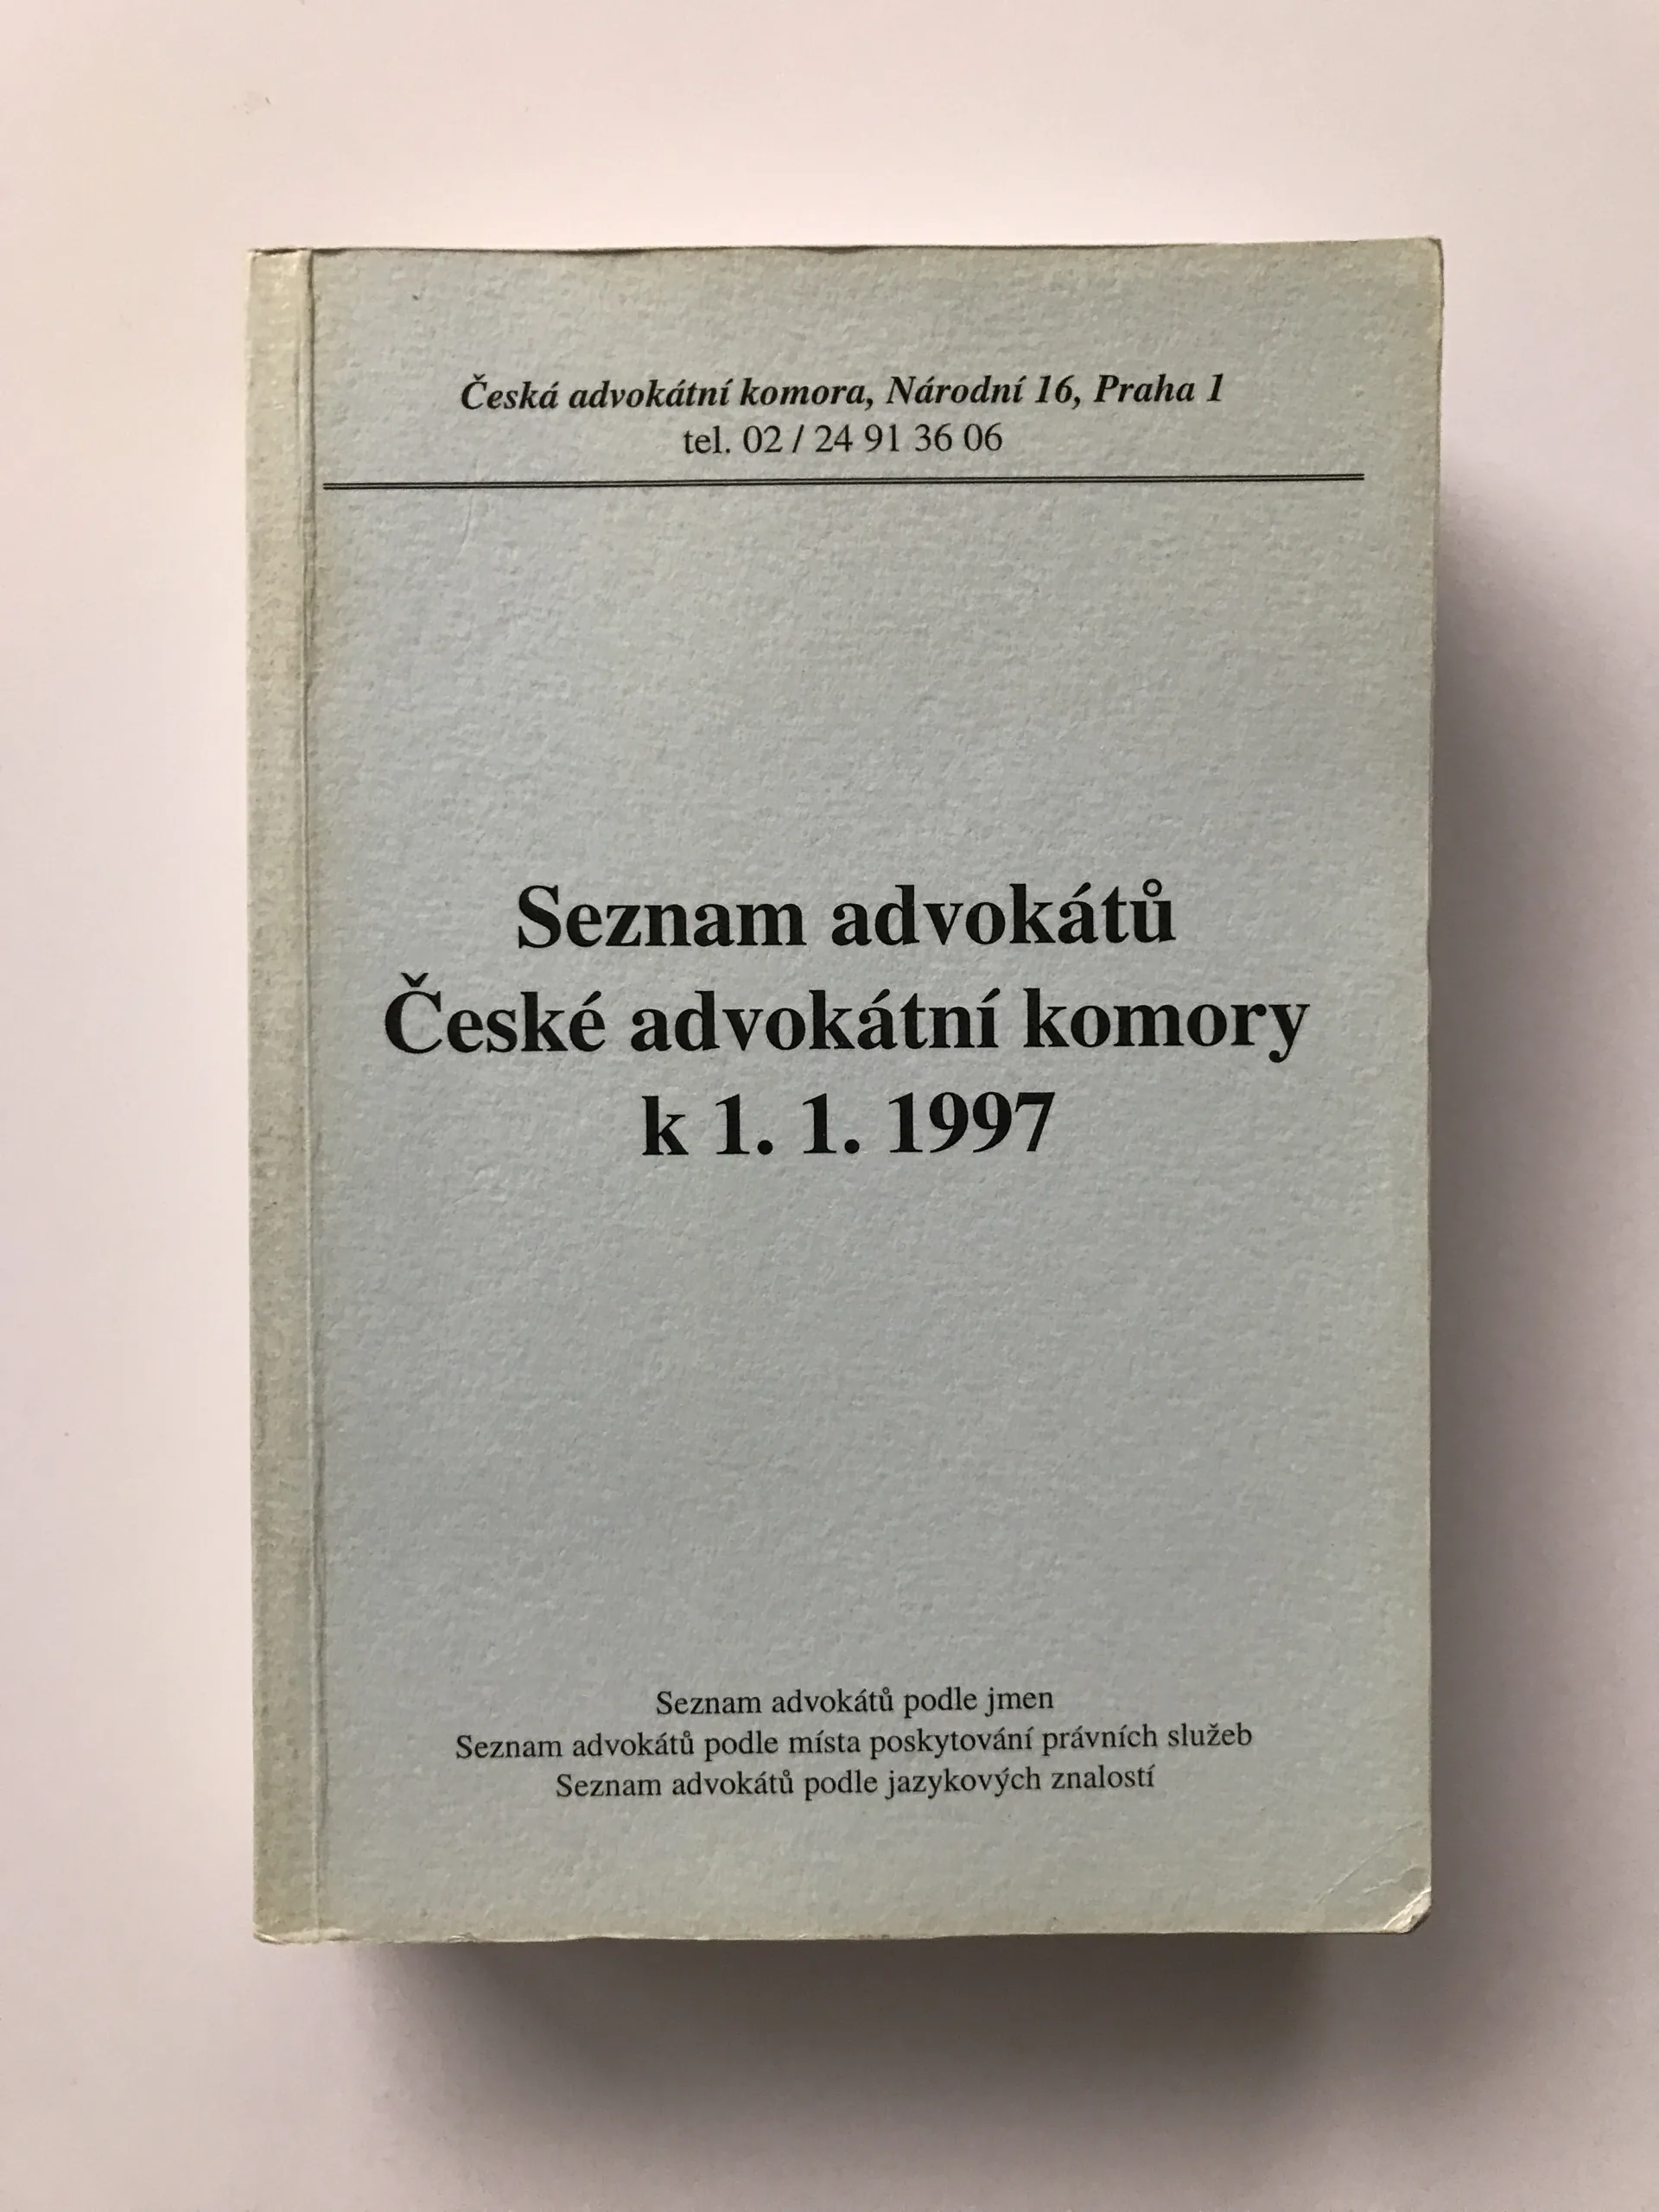 Česká advokátní komora, Národní 16, Praha 1
tel. 02 / 24 91 36 06
Seznam advokátů
České advokátní komory
k 1. 1. 1997
Seznam advokátů podle jmen
Seznam advokátů podle místa poskytování právních služeb
Seznam advokátů podle jazykových znalostí